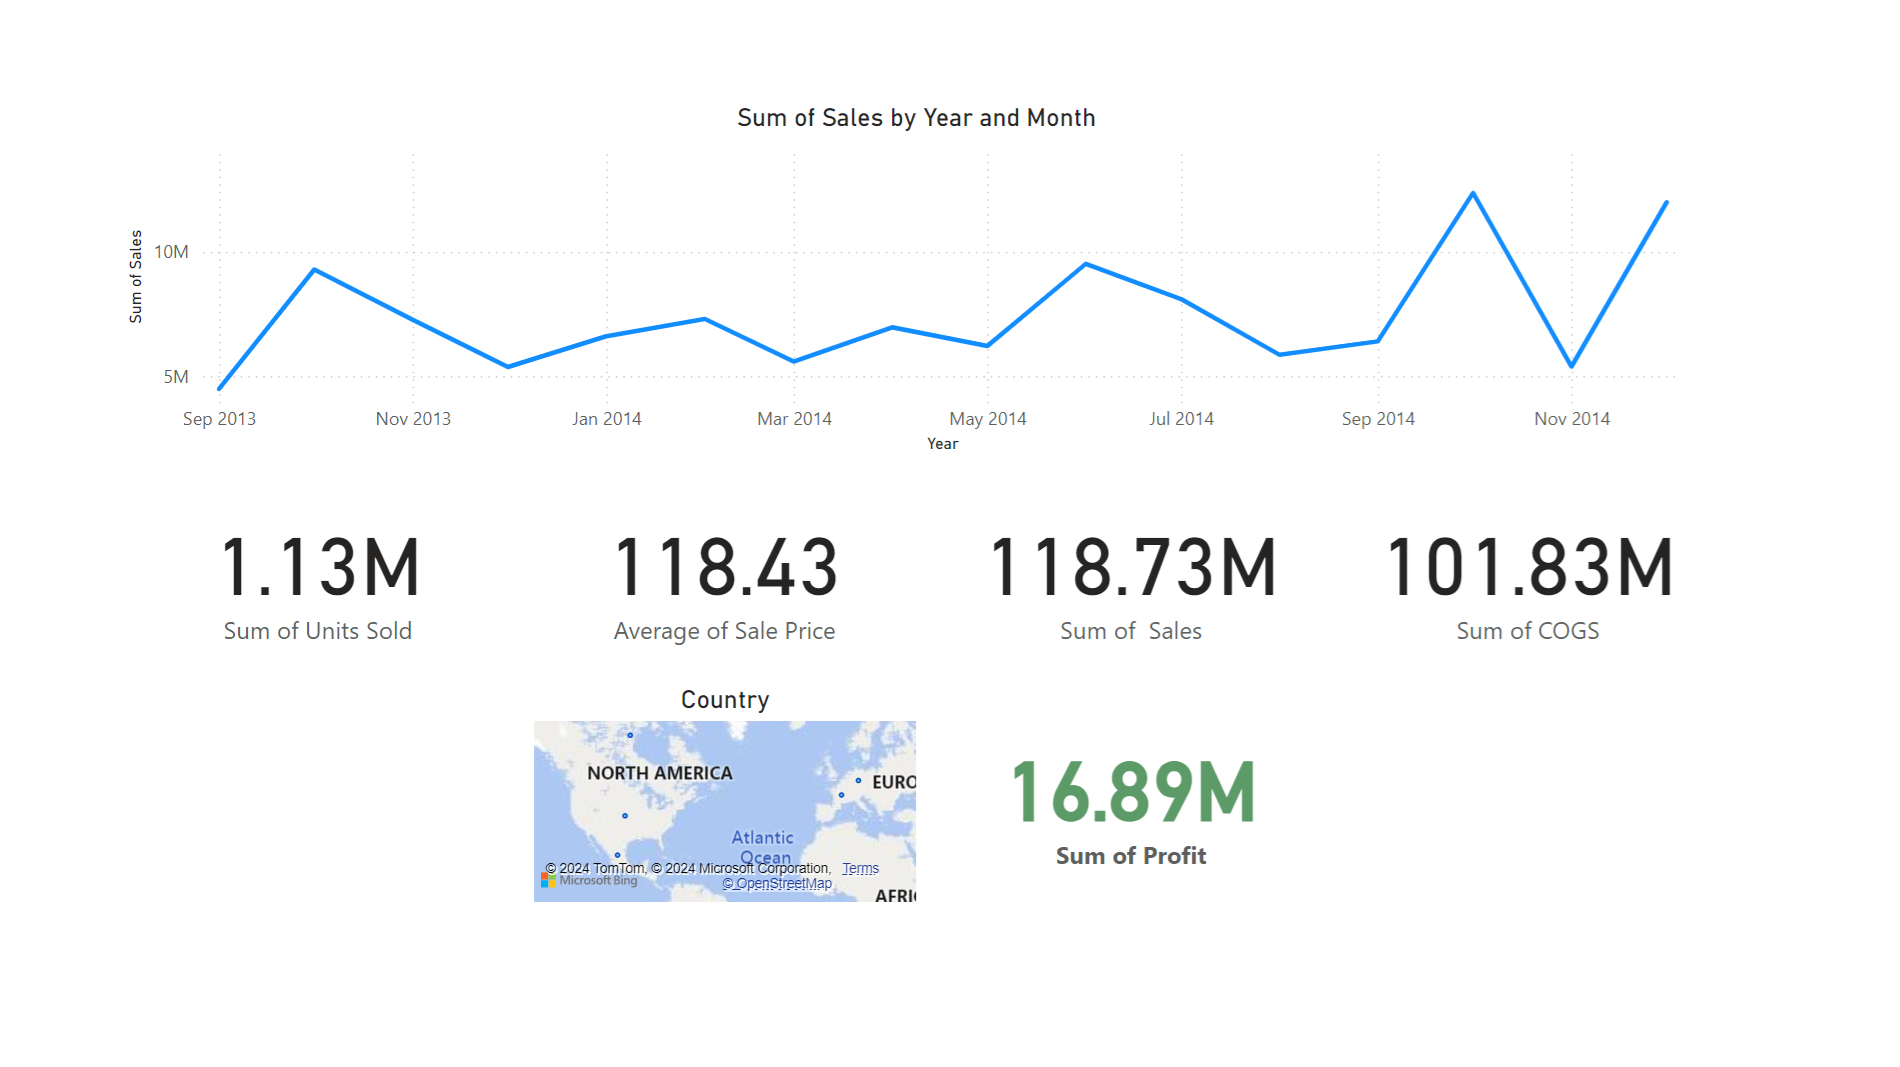 Sum of Sales by Year and Month
Sum of Sales
10M
5M
Sep 2013 Nov 2013 Jan 2014 Mar 2014 May 2014 Jul 2014 Sep 2014 Nov 2014
Year
1.13M 118.43 118.73M 101.83M
Sum of Units Sold Average of Sale Price Sum of  Sales Sum of COGS
Country
NORTH AMERICA
EURO
Atlantic
Ocean
© 2024 TomTom, © 2024 Microsoft Corporation, Terms
Microsoft Bing © OpenStreetMap
AFRI
16.89M
Sum of Profit